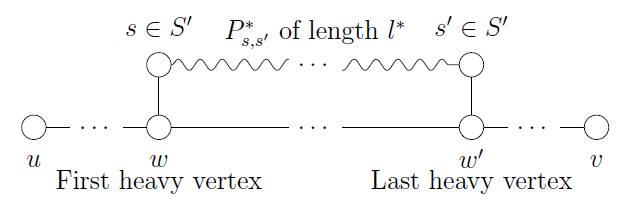 s ∈ S′ P*ₛ,ₛ′ of length l* s′ ∈ S′
··· 
··· ··· ···
u w w′ v
First heavy vertex Last heavy vertex